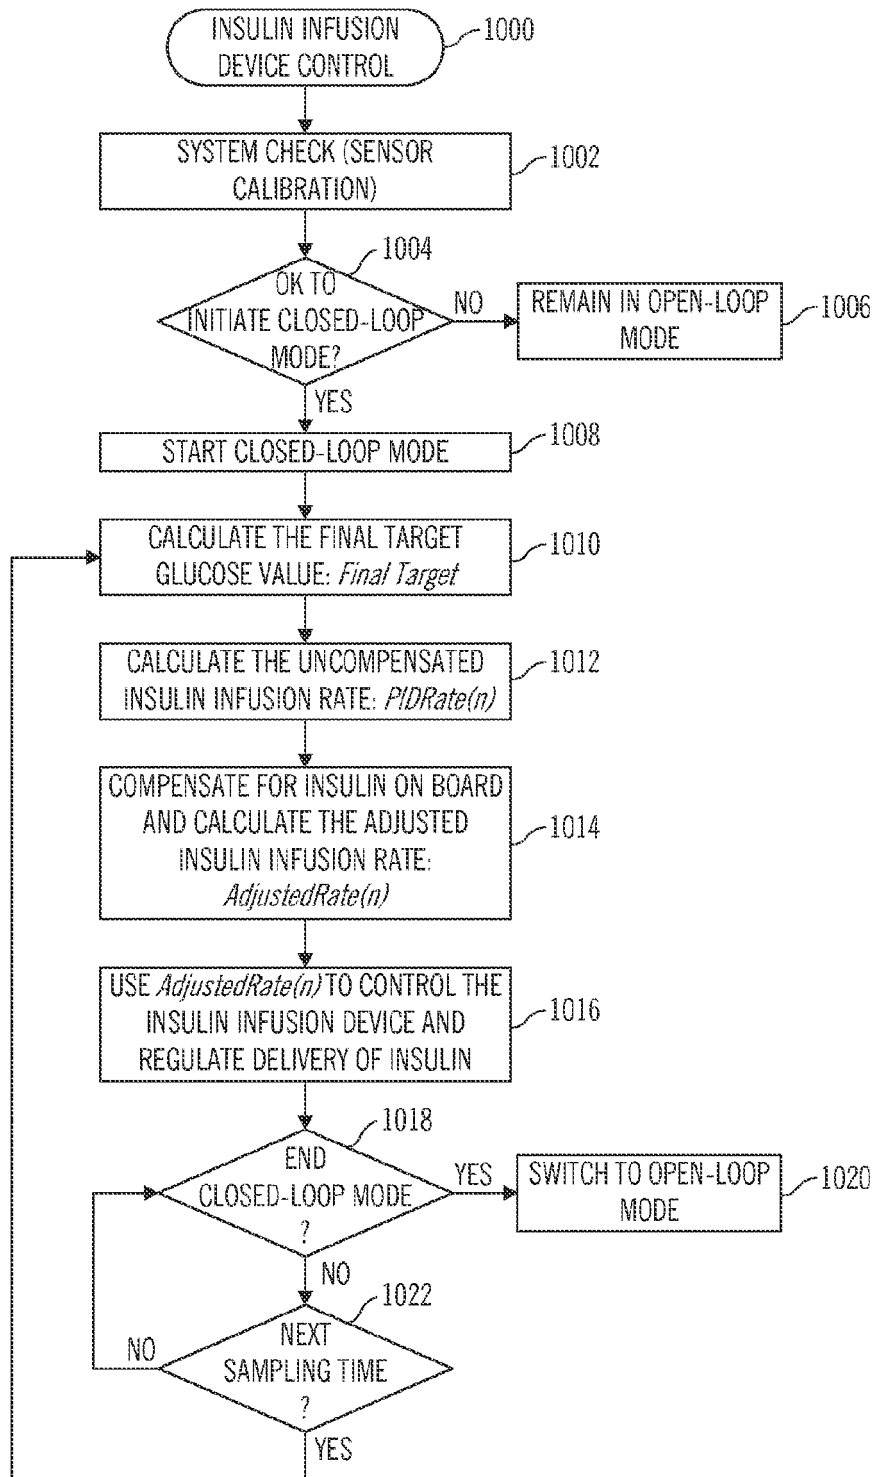 INSULIN INFUSION
DEVICE CONTROL
1000
SYSTEM CHECK (SENSOR
CALIBRATION)
1002
1004
OK TO
INITIATE CLOSED-LOOP
MODE?
NO
REMAIN IN OPEN-LOOP
MODE
1006
YES
START CLOSED-LOOP MODE
1008
CALCULATE THE FINAL TARGET
GLUCOSE VALUE: Final Target
1010
CALCULATE THE UNCOMPENSATED
INSULIN INFUSION RATE: PIDRate(n)
1012
COMPENSATE FOR INSULIN ON BOARD
AND CALCULATE THE ADJUSTED
INSULIN INFUSION RATE:
AdjustedRate(n)
1014
USE AdjustedRate(n) TO CONTROL THE
INSULIN INFUSION DEVICE AND
REGULATE DELIVERY OF INSULIN
1016
1018
END
CLOSED-LOOP MODE
?
YES
SWITCH TO OPEN-LOOP
MODE
1020
NO
1022
NEXT
SAMPLING TIME
?
NO
YES